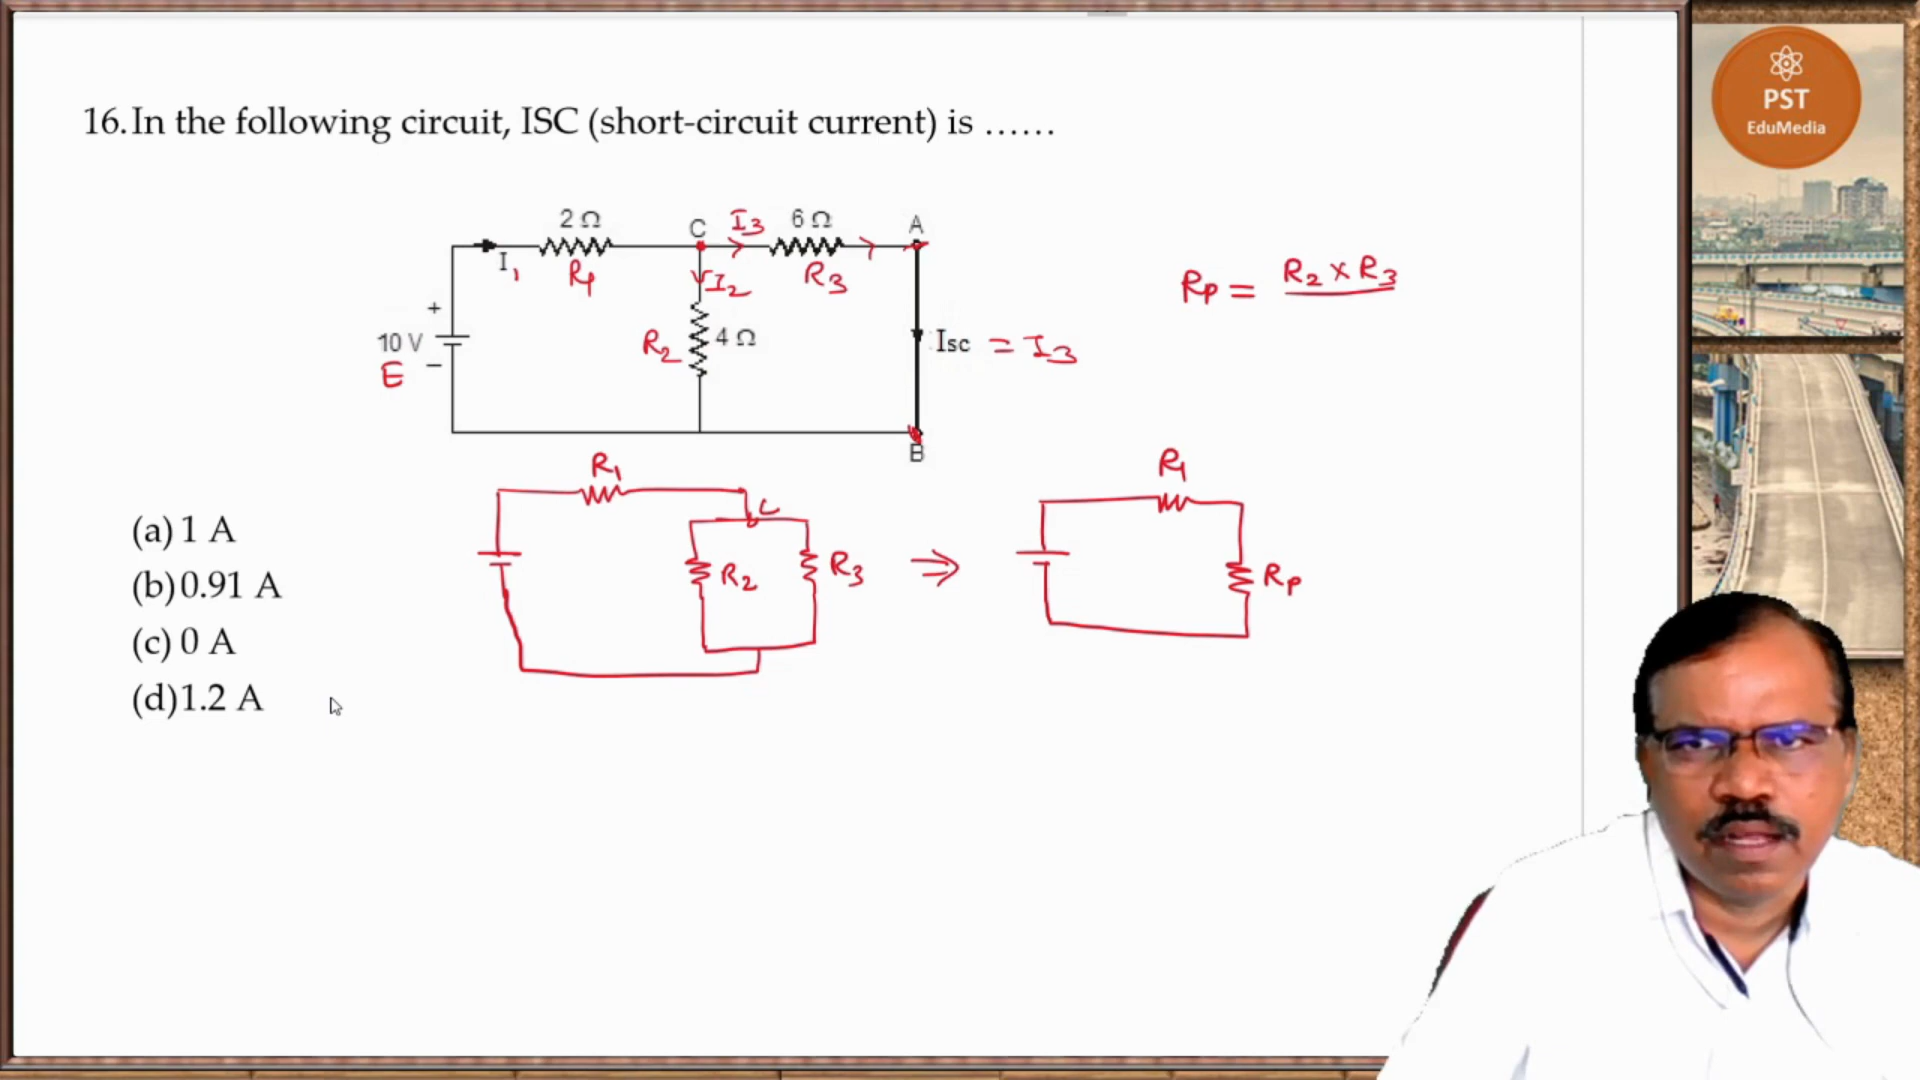 PST
EduMedia
16. In the following circuit, ISC (short-circuit current) is ……
2 Ω
C
I3
6 Ω
A
I1
R1
I2
R3
Rp = R2 × R3
+
10 V
R2
4 Ω
Isc = I3
E
−
B
R1
R1
C
(a) 1 A
R2
R3
⇒
Rp
(b) 0.91 A
(c) 0 A
(d) 1.2 A